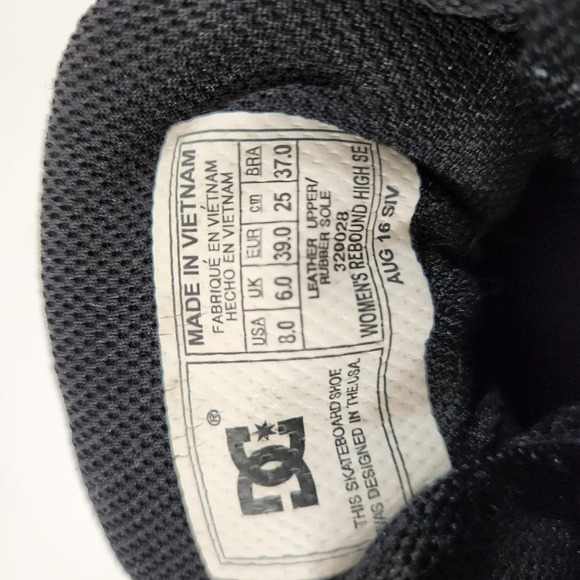 MADE IN VIETNAM
FABRIQUÉ EN VIÉTNAM
HECHO EN VIETNAM
USA UK EUR cm BRA
8.0 6.0 39.0 25 37.0
LEATHER UPPER/
RUBBER SOLE
329028
WOMEN'S REBOUND HIGH SE
AUG 16 SIV
®
DC
THIS SKATEBOARD SHOE
WAS DESIGNED IN THE USA.